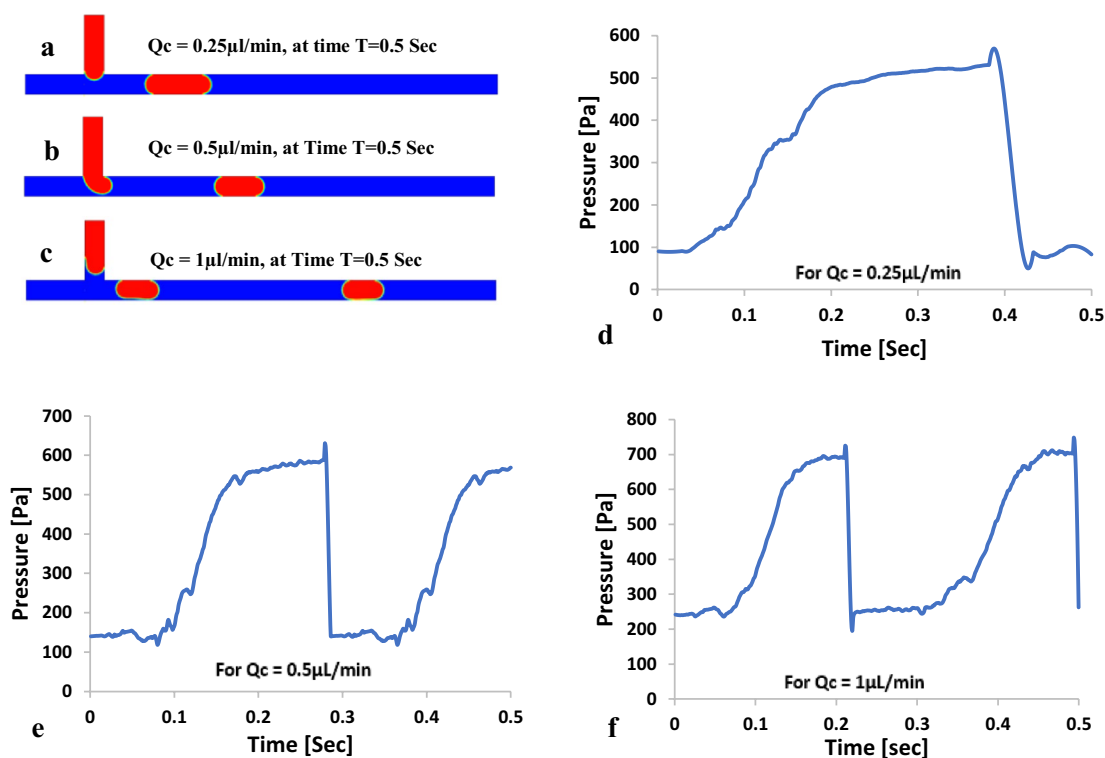 a
Qc = 0.25µl/min, at time T=0.5 Sec
b
Qc = 0.5µl/min, at Time T=0.5 Sec
c
Qc = 1µl/min, at Time T=0.5 Sec
600
500
400
300
200
100
0
Pressure [Pa]
0
0.1
0.2
0.3
0.4
0.5
For Qc = 0.25µL/min
Time [Sec]
d
700
600
500
400
300
200
100
0
Pressure [Pa]
0
0.1
0.2
0.3
0.4
0.5
For Qc = 0.5µL/min
Time [Sec]
e
800
700
600
500
400
300
200
100
0
Pressure [Pa]
0
0.1
0.2
0.3
0.4
0.5
For Qc = 1µL/min
Time [sec]
f